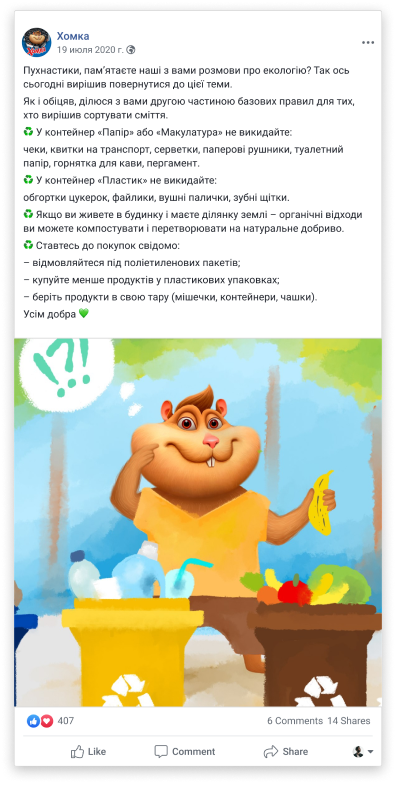 Хомка
19 июля 2020 г.
Пухнастики, пам'ятаєте наші з вами розмови про екологію? Так ось
сьогодні вирішив повернутися до цієї теми.
Як і обіцяв, ділюся з вами другою частиною базових правил для тих,
хто вирішив сортувати сміття.
♻️ У контейнер «Папір» або «Макулатура» не викидайте:
чеки, квитки на транспорт, серветки, паперові рушники, туалетний
папір, горнятка для кави, пергамент.
♻️ У контейнер «Пластик» не викидайте:
обгортки цукерок, файлики, вушні палички, зубні щітки.
♻️ Якщо ви живете в будинку і маєте ділянку землі – органічні відходи
ви можете компостувати і перетворювати на натуральне добриво.
♻️ Ставтесь до покупок свідомо:
– відмовляйтеся під поліетиленових пакетів;
– купуйте менше продуктів у пластикових упаковках;
– беріть продукти в свою тару (мішечки, контейнери, чашки).
Усім добра 💚
!?!
407
6 Comments 14 Shares
Like Comment Share